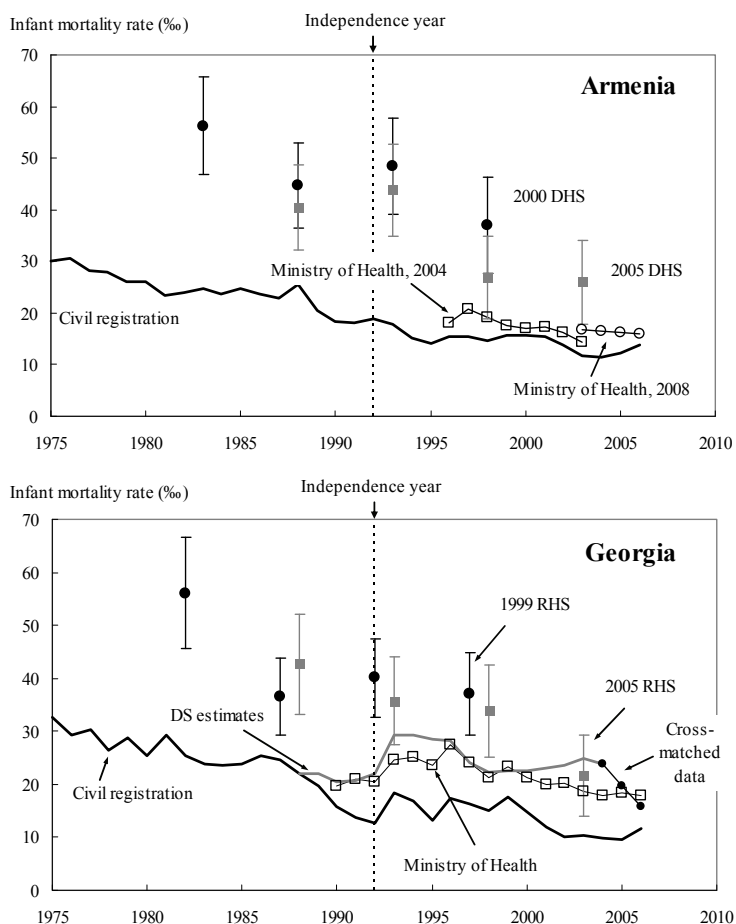 Infant mortality rate (‰)
Independence year
70
Armenia
60
50
2000 DHS
40
Ministry of Health, 2004
2005 DHS
30
20
Civil registration
10
Ministry of Health, 2008
0
1975 1980 1985 1990 1995 2000 2005 2010
Infant mortality rate (‰)
Independence year
70
Georgia
60
1999 RHS
50
40
2005 RHS
DS estimates
Cross-
matched
data
30
20
Civil registration
10
Ministry of Health
0
1975 1980 1985 1990 1995 2000 2005 2010